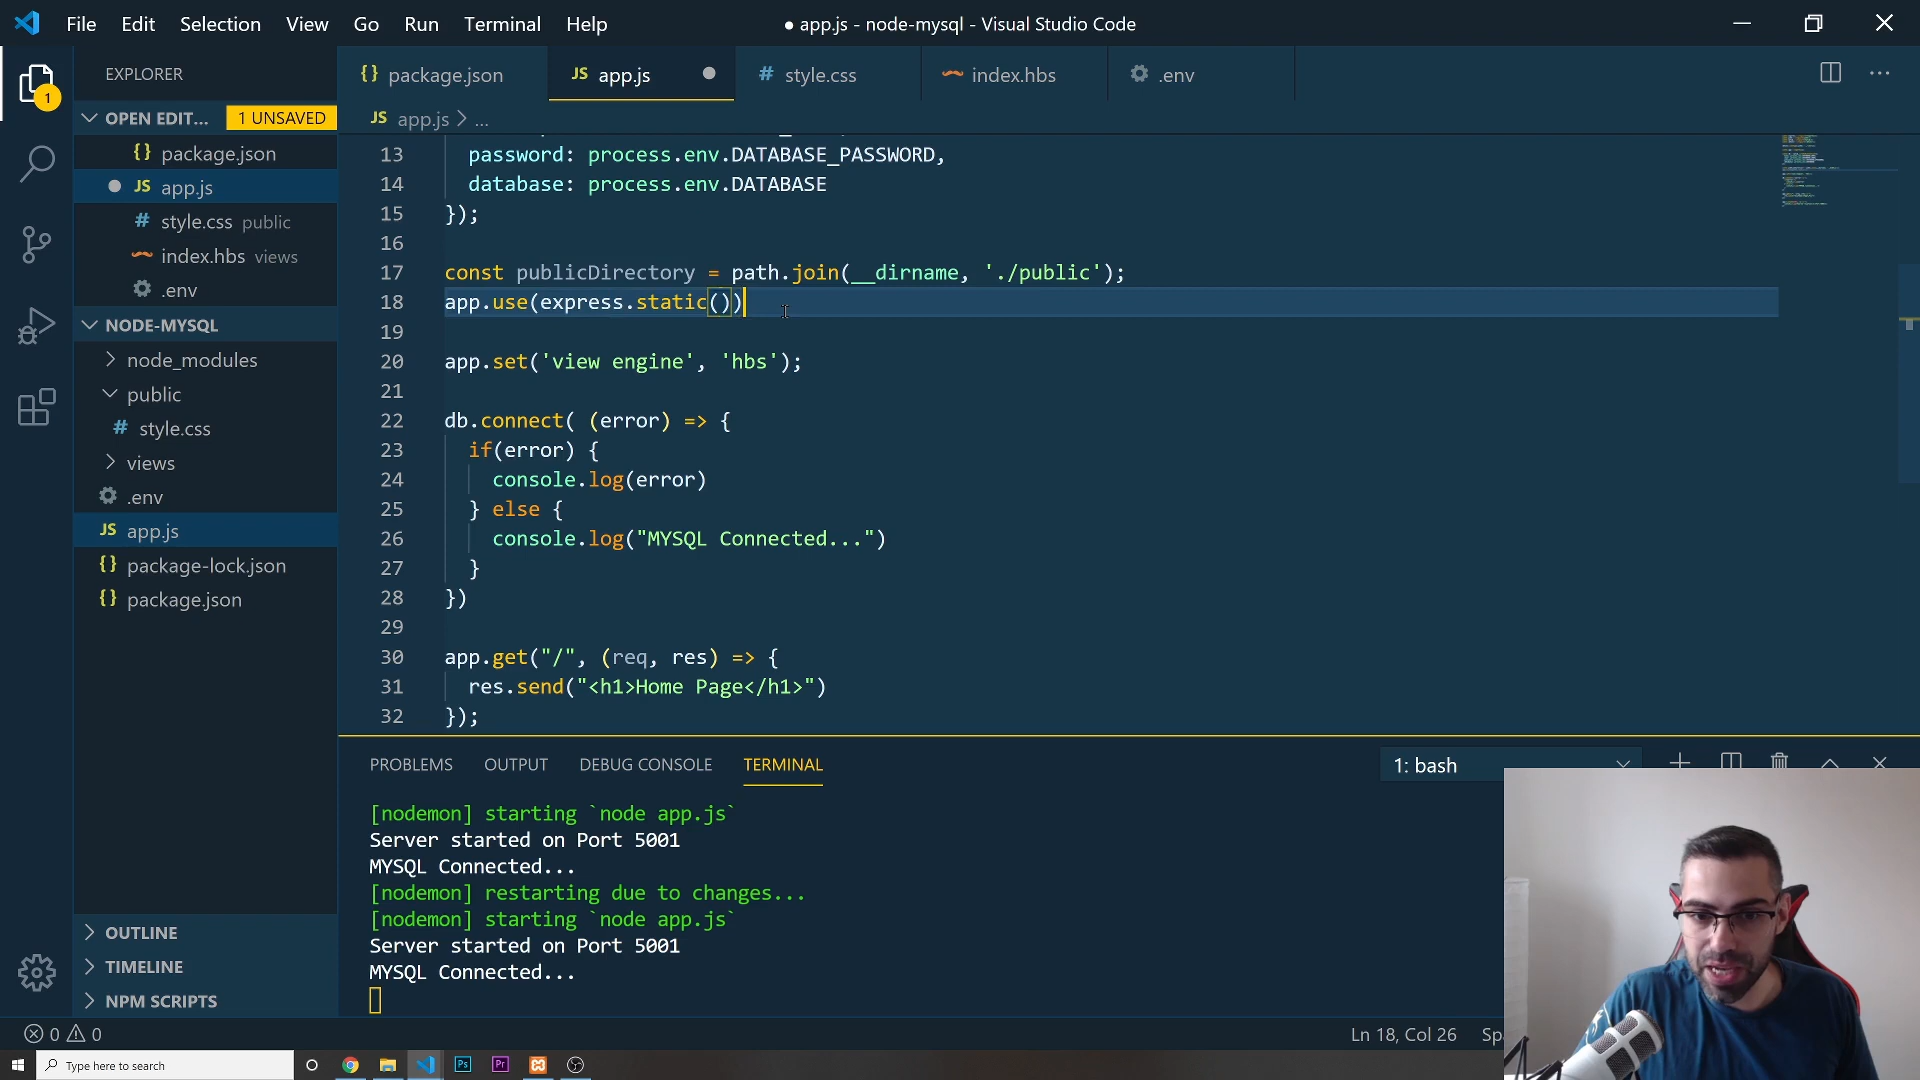 File Edit Selection View Go Run Terminal Help
● app.js - node-mysql - Visual Studio Code
EXPLORER
1
OPEN EDIT... 1 UNSAVED
{} package.json
JS app.js
# style.css public
index.hbs views
.env
NODE-MYSQL
node_modules
public
# style.css
views
.env
JS app.js
{} package-lock.json
{} package.json
OUTLINE
TIMELINE
NPM SCRIPTS
{} package.json JS app.js # style.css index.hbs .env ...
JS app.js > ...
13 password: process.env.DATABASE_PASSWORD,
14 database: process.env.DATABASE
15 });
16
17 const publicDirectory = path.join(__dirname, './public');
18 app.use(express.static())
19
20 app.set('view engine', 'hbs');
21
22 db.connect( (error) => {
23 if(error) {
24 console.log(error)
25 } else {
26 console.log("MYSQL Connected...")
27 }
28 })
29
30 app.get("/", (req, res) => {
31 res.send("<h1>Home Page</h1>")
32 });
PROBLEMS OUTPUT DEBUG CONSOLE TERMINAL 1: bash
[nodemon] starting `node app.js`
Server started on Port 5001
MYSQL Connected...
[nodemon] restarting due to changes...
[nodemon] starting `node app.js`
Server started on Port 5001
MYSQL Connected...
0 0 Ln 18, Col 26
Type here to search
Ps Pr